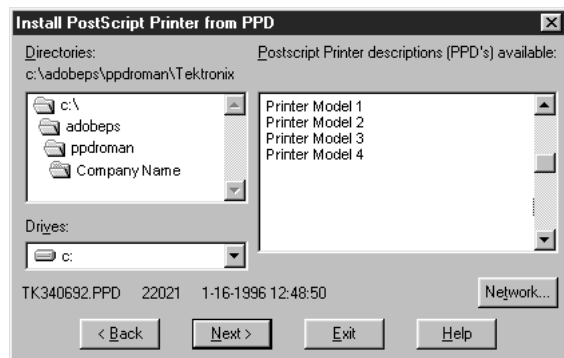 Install PostScript Printer from PPD
Directories:
c:\adobeps\ppdroman\Tektronix
c:\
adobeps
ppdroman
Company Name
Drives:
c:
Postscript Printer descriptions (PPD's) available:
Printer Model 1
Printer Model 2
Printer Model 3
Printer Model 4
TK340692.PPD 22021 1-16-1996 12:48:50
Network...
< Back Next > Exit Help